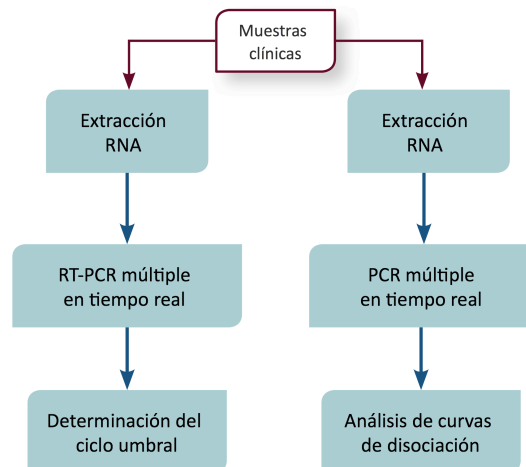 Muestras
clínicas
Extracción
RNA
Extracción
RNA
RT-PCR múltiple
en tiempo real
PCR múltiple
en tiempo real
Determinación del
ciclo umbral
Análisis de curvas
de disociación